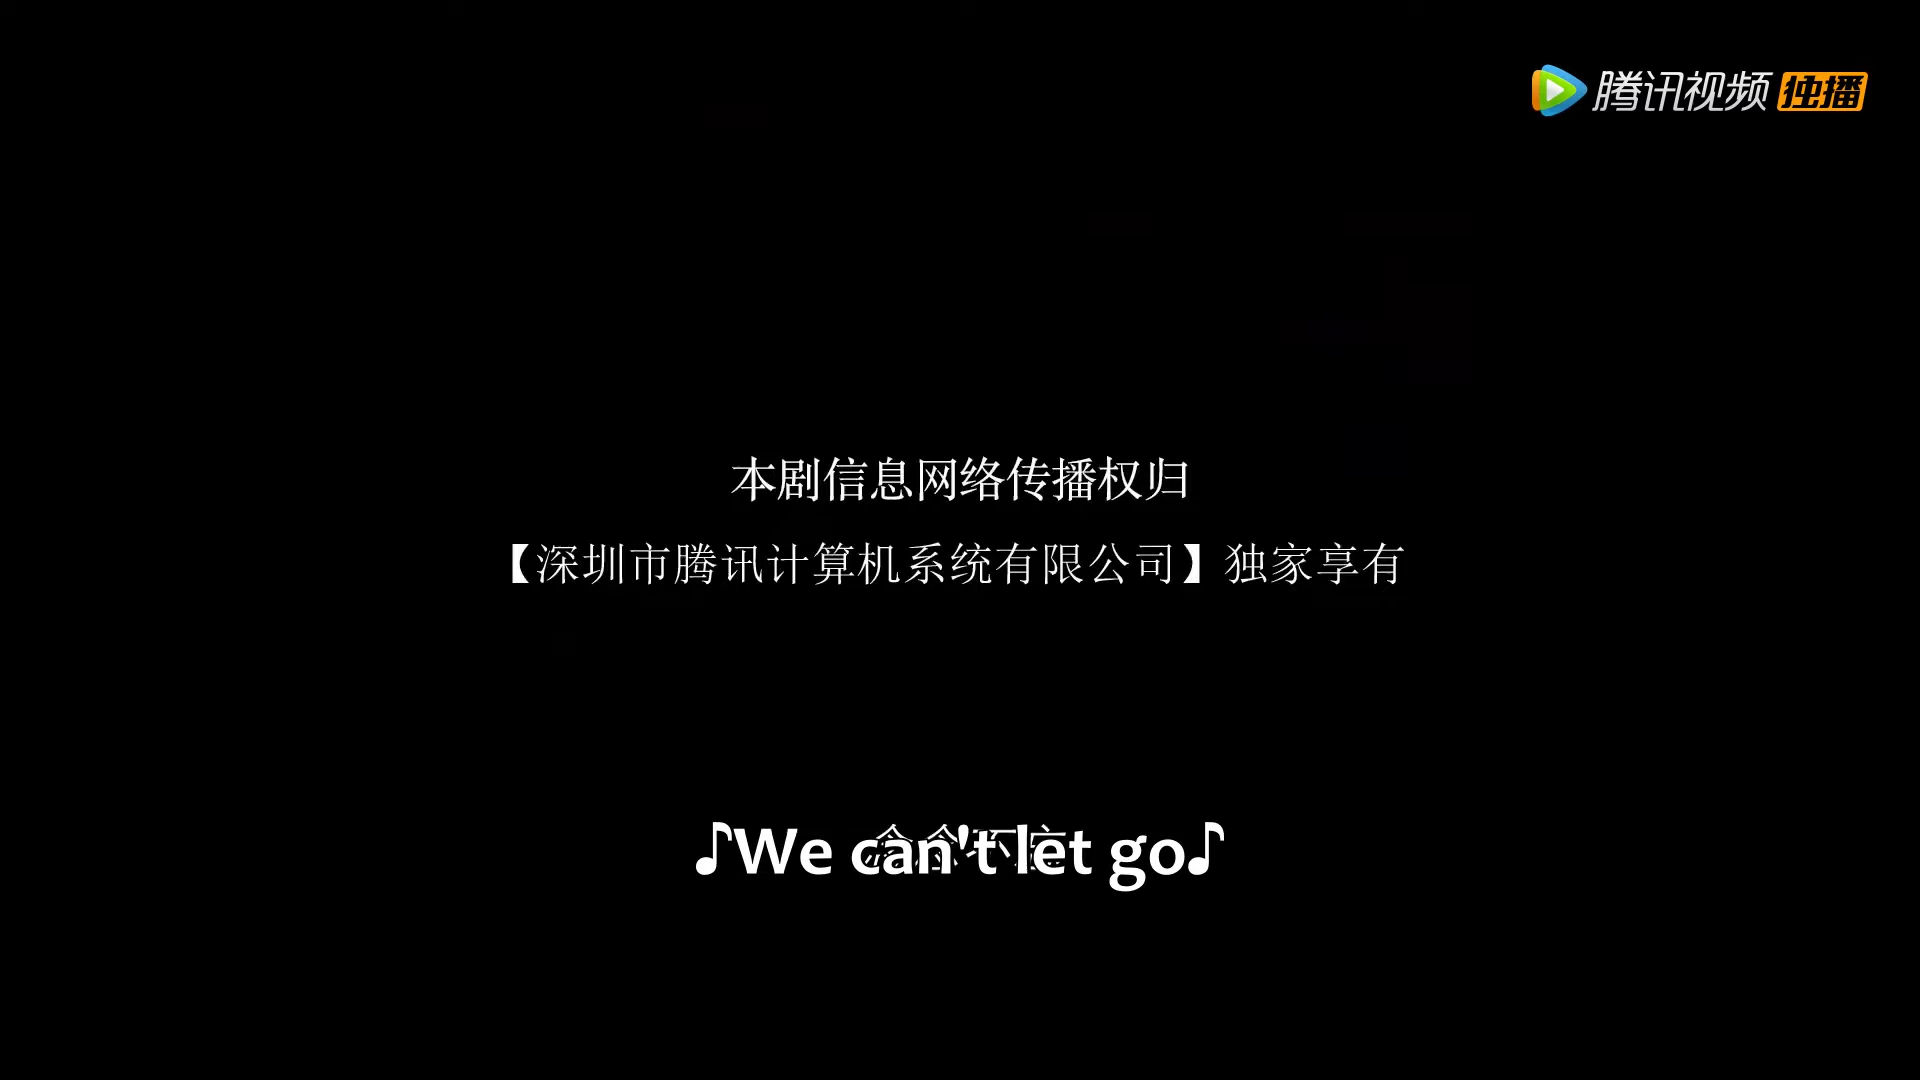 腾讯视频 独播
本剧信息网络传播权归
【深圳市腾讯计算机系统有限公司】独家享有
♪We can't let go♪